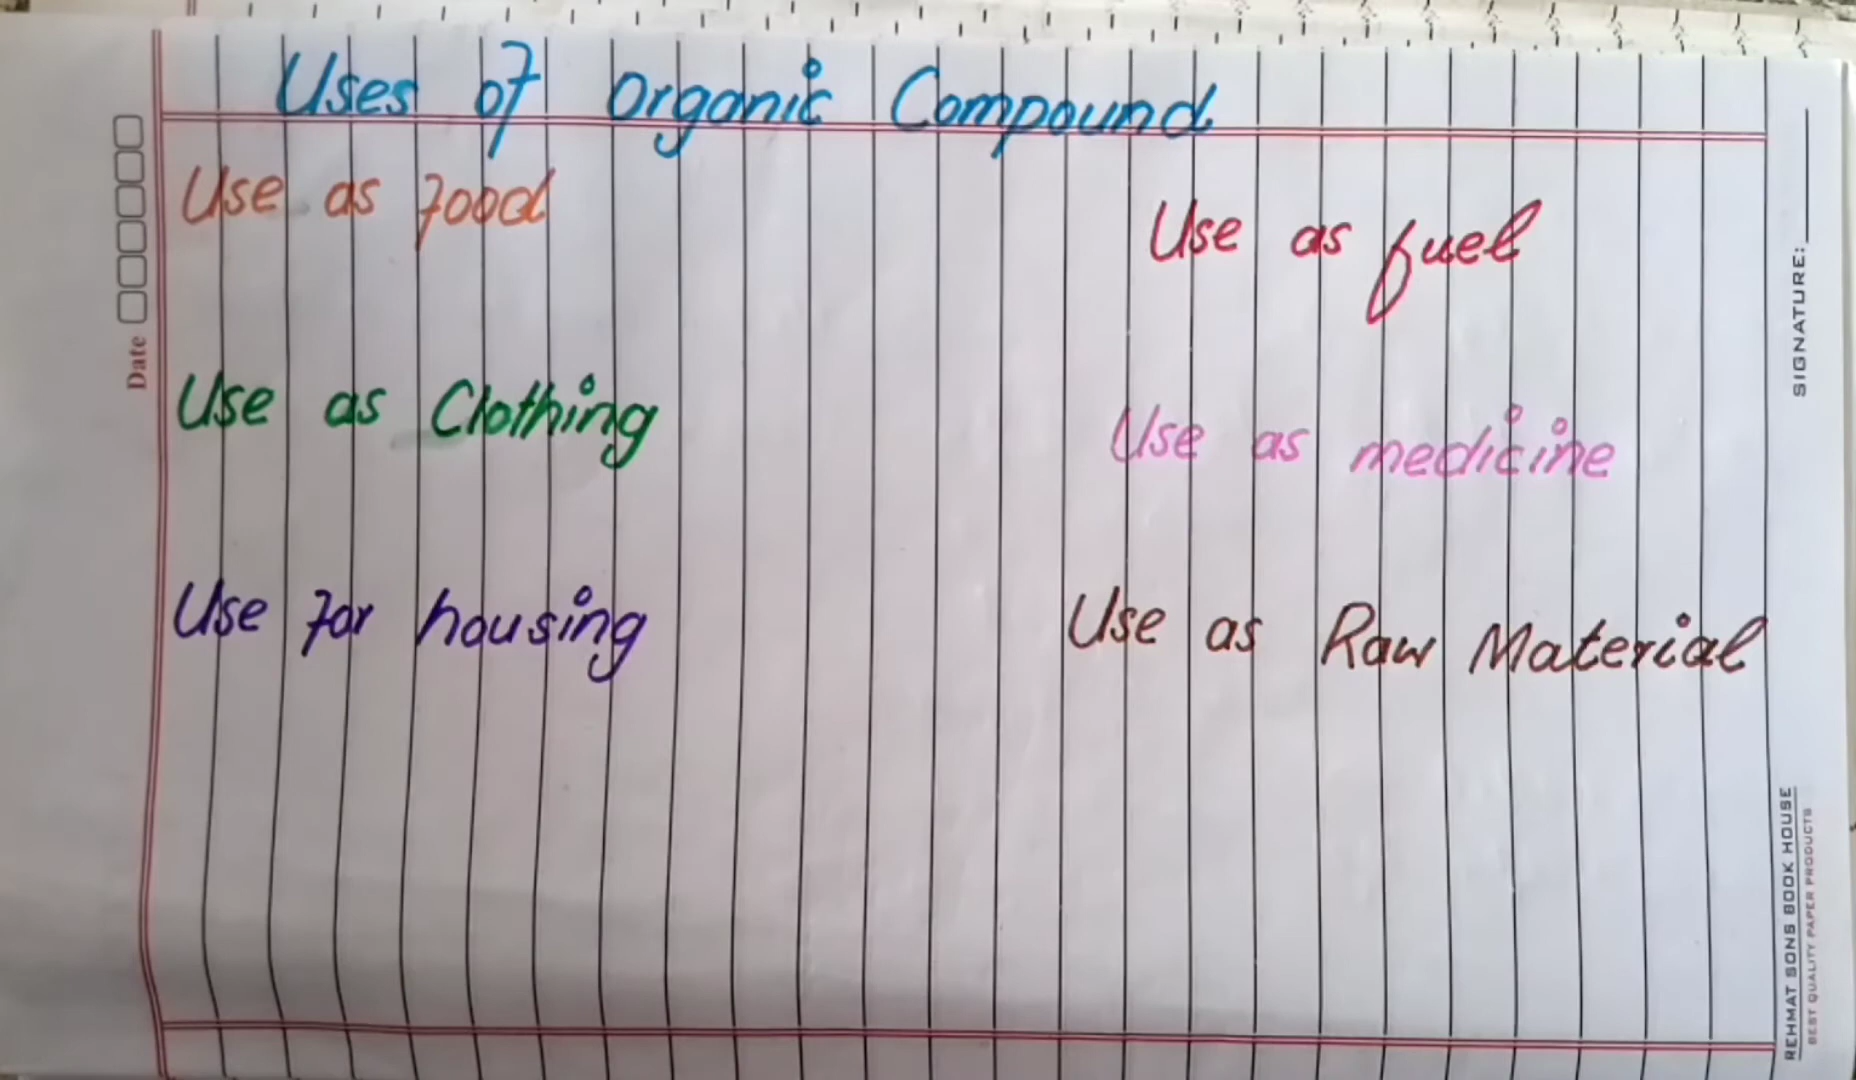 Uses of Organic Compound
Use as food
Use as fuel
Use as Clothing
Use as medicine
Use for housing
Use as Raw Material
Date
SIGNATURE:
REHMAT SONS BOOK HOUSE
BEST QUALITY PAPER PRODUCTS